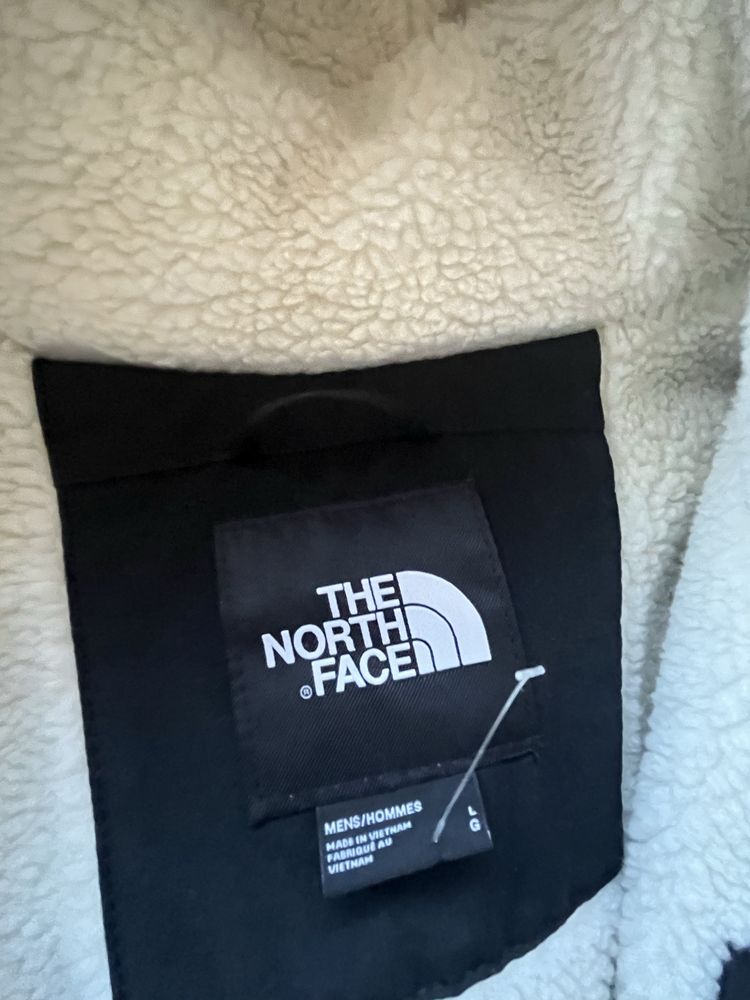 THE
NORTH
® FACE
MENS/HOMMES L
MADE IN VIETNAM G
FABRIQUÉ AU
VIETNAM